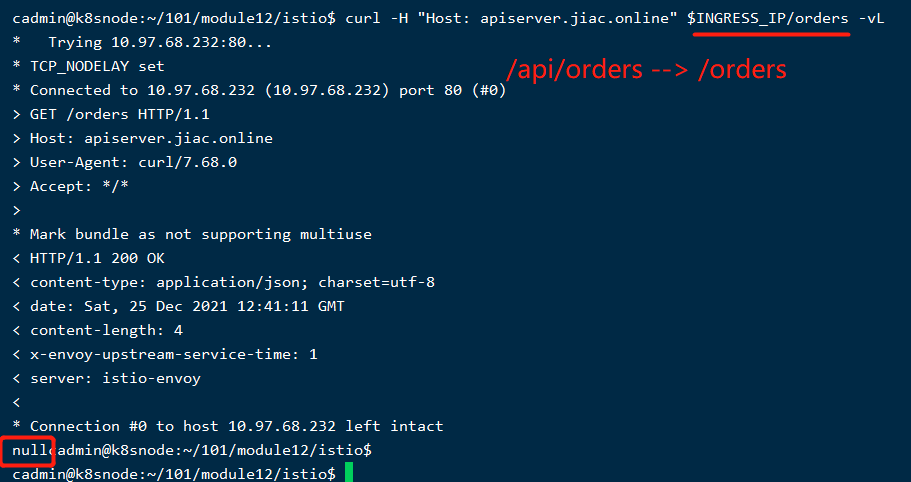 cadmin@k8snode:~/101/module12/istio$ curl -H "Host: apiserver.jiac.online" $INGRESS_IP/orders -vL
*   Trying 10.97.68.232:80...
* TCP_NODELAY set
/api/orders --> /orders
* Connected to 10.97.68.232 (10.97.68.232) port 80 (#0)
> GET /orders HTTP/1.1
> Host: apiserver.jiac.online
> User-Agent: curl/7.68.0
> Accept: */*
>
* Mark bundle as not supporting multiuse
< HTTP/1.1 200 OK
< content-type: application/json; charset=utf-8
< date: Sat, 25 Dec 2021 12:41:11 GMT
< content-length: 4
< x-envoy-upstream-service-time: 1
< server: istio-envoy
<
* Connection #0 to host 10.97.68.232 left intact
nullcadmin@k8snode:~/101/module12/istio$
cadmin@k8snode:~/101/module12/istio$